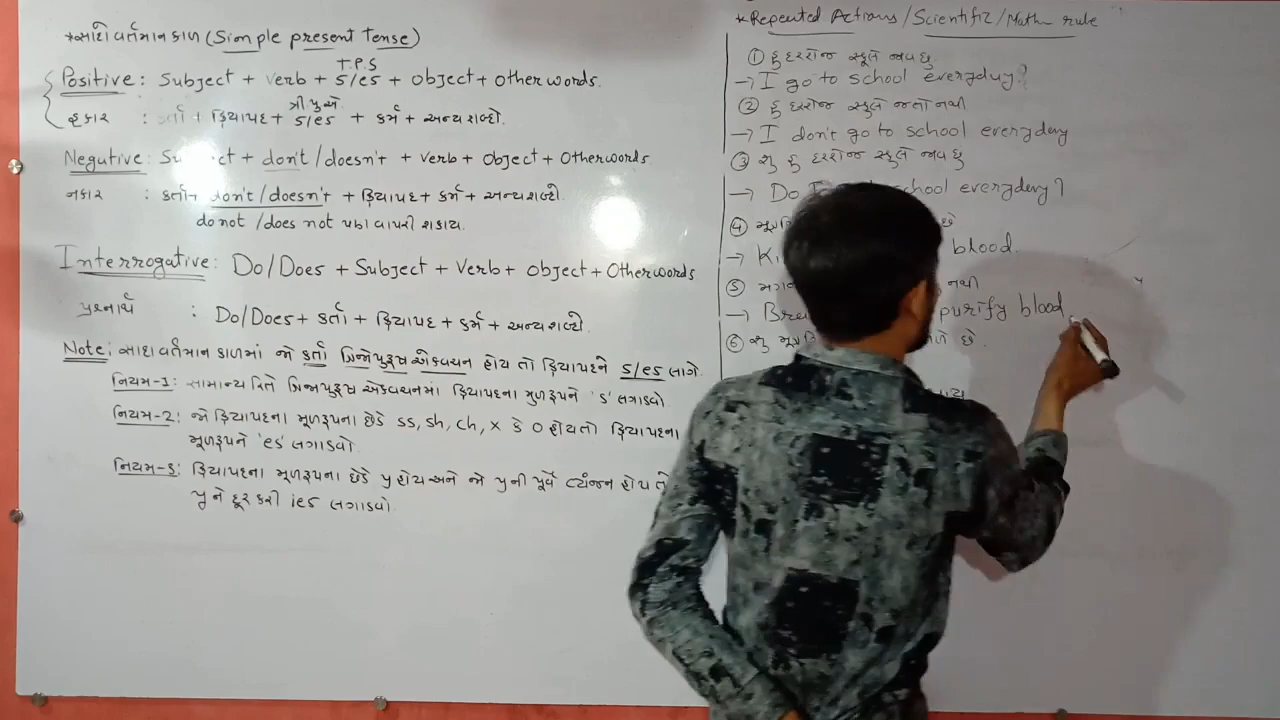 * સાદો વર્તમાન કાળ (Simple present Tense)
T.P.S
Positive : Subject + verb + s/es + object + other words.
ત્રી પુ એ
હકાર : કર્તા + ક્રિયાપદ + s/es + કર્મ + અન્ય શબ્દો.
Negative : Subject + don't / doesn't + verb + object + other words
નકાર : કર્તા + don't / doesn't + ક્રિયાપદ + કર્મ + અન્ય શબ્દો.
do not / does not પણ વાપરી શકાય.
Interrogative : Do/Does + Subject + Verb + object + Other words
પ્રશ્નાર્થ : Do/Does + કર્તા + ક્રિયાપદ + કર્મ + અન્ય શબ્દો.
Note: સાદા વર્તમાન કાળમાં જો કર્તા ત્રિજો પુરુષ એકવચન હોય તો ક્રિયાપદને s/es લાગે.
નિયમ-1: સામાન્ય રિતે ત્રિજા પુરુષ એકવચનમાં ક્રિયાપદના મુળરૂપને 's' લગાડવો
નિયમ-2: જો ક્રિયાપદના મૂળરૂપના છેડે ss, sh, ch, x કે o હોય તો ક્રિયાપદના
મૂળરૂપને 'es' લગાડવો.
નિયમ-3: ક્રિયાપદના મૂળરૂપના છેડે y હોય અને જો y ની પૂર્વે વ્યંજન હોય તો
y ને દૂર કરી ies લગાડવો.
* Repeated Actions / Scientific / Math rule
① હુ દરરોજ સ્કૂલે જાવ છુ
→ I go to school everyday?
② હુ દરરોજ સ્કૂલે જતો નથી
→ I don't go to school everyday
③ શુ હુ દરરોજ સ્કૂલે જાવ છુ
→ Do I school everyday?
④ છે
→ blood.
⑤ નથી
→ purify blood.
⑥ શુ છે.